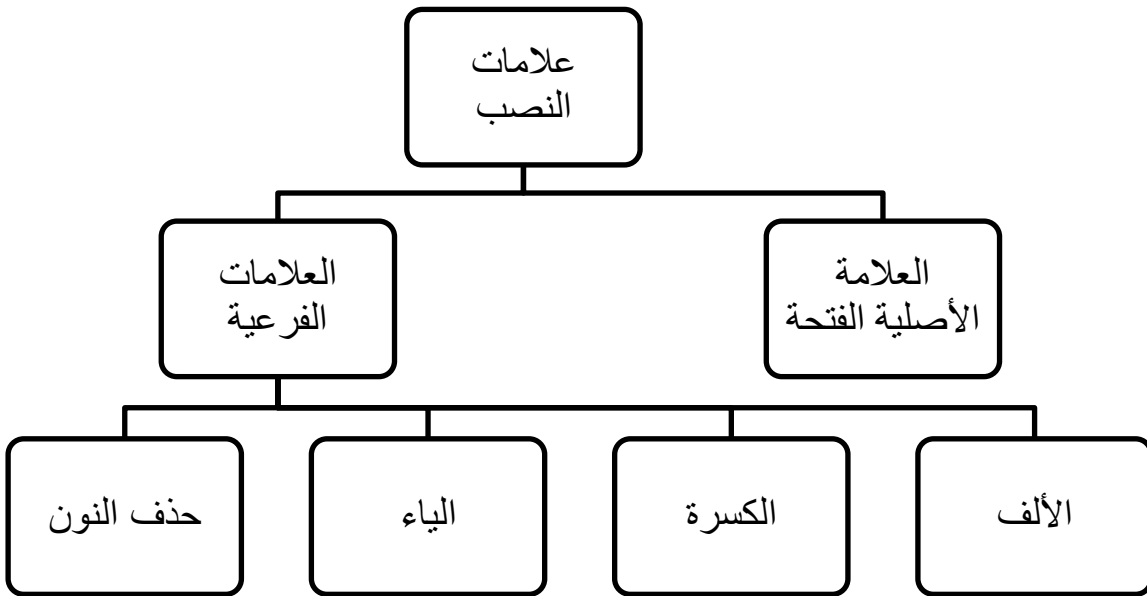 علامات
النصب
العلامة
الأصلية الفتحة
العلامات
الفرعية
الألف
الكسرة
الياء
حذف النون